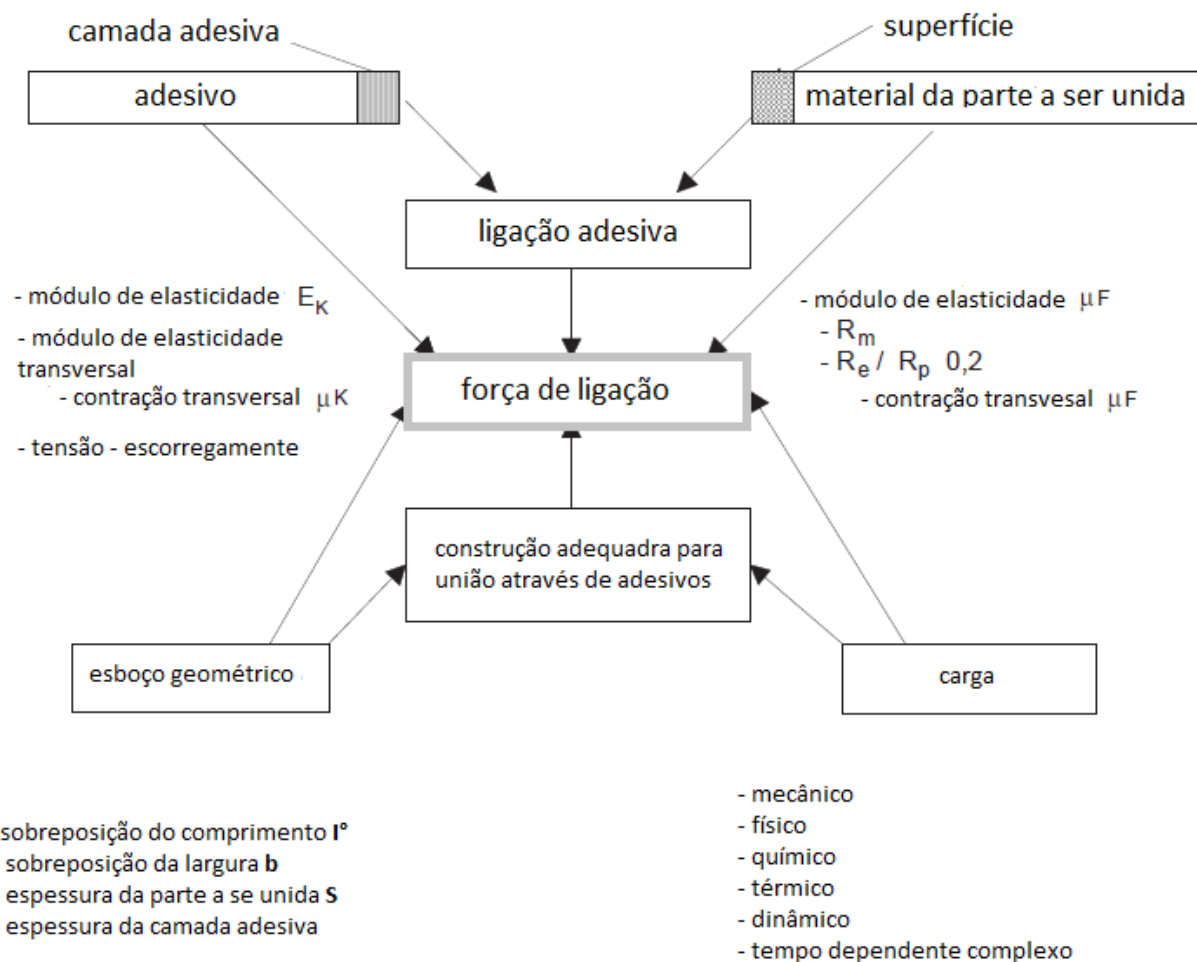 camada adesiva
superfície
adesivo
material da parte a ser unida
ligação adesiva
- módulo de elasticidade E_K
- módulo de elasticidade
transversal
- contração transversal μK
- tensão - escorregamente
- módulo de elasticidade μF
- R_m
- R_e / R_p 0,2
- contração transvesal μF
força de ligação
construção adequadra para
união através de adesivos
esboço geométrico
carga
sobreposição do comprimento l°
sobreposição da largura b
espessura da parte a se unida S
espessura da camada adesiva
- mecânico
- físico
- químico
- térmico
- dinâmico
- tempo dependente complexo